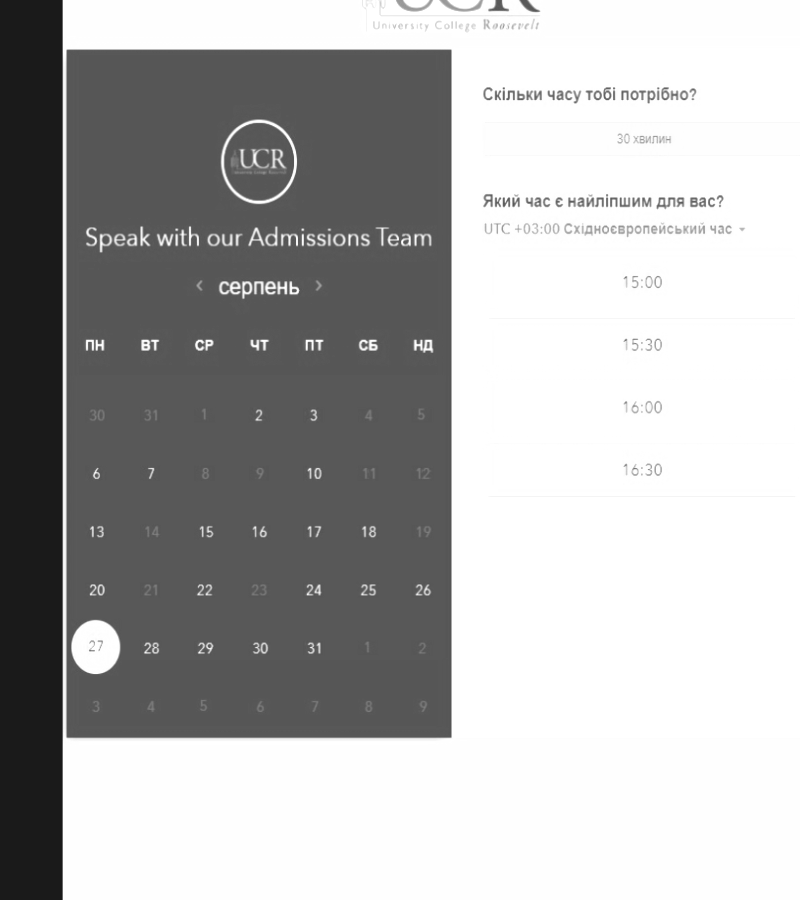 UCR
University College Roosevelt
UCR
Speak with our Admissions Team
‹ серпень ›
ПН ВТ СР ЧТ ПТ СБ НД
30 31 1 2 3 4 5
6 7 8 9 10 11 12
13 14 15 16 17 18 19
20 21 22 23 24 25 26
27 28 29 30 31 1 2
3 4 5 6 7 8 9
Скільки часу тобі потрібно?
30 хвилин
Який час є найліпшим для вас?
UTC +03:00 Східноєвропейський час
15:00
15:30
16:00
16:30